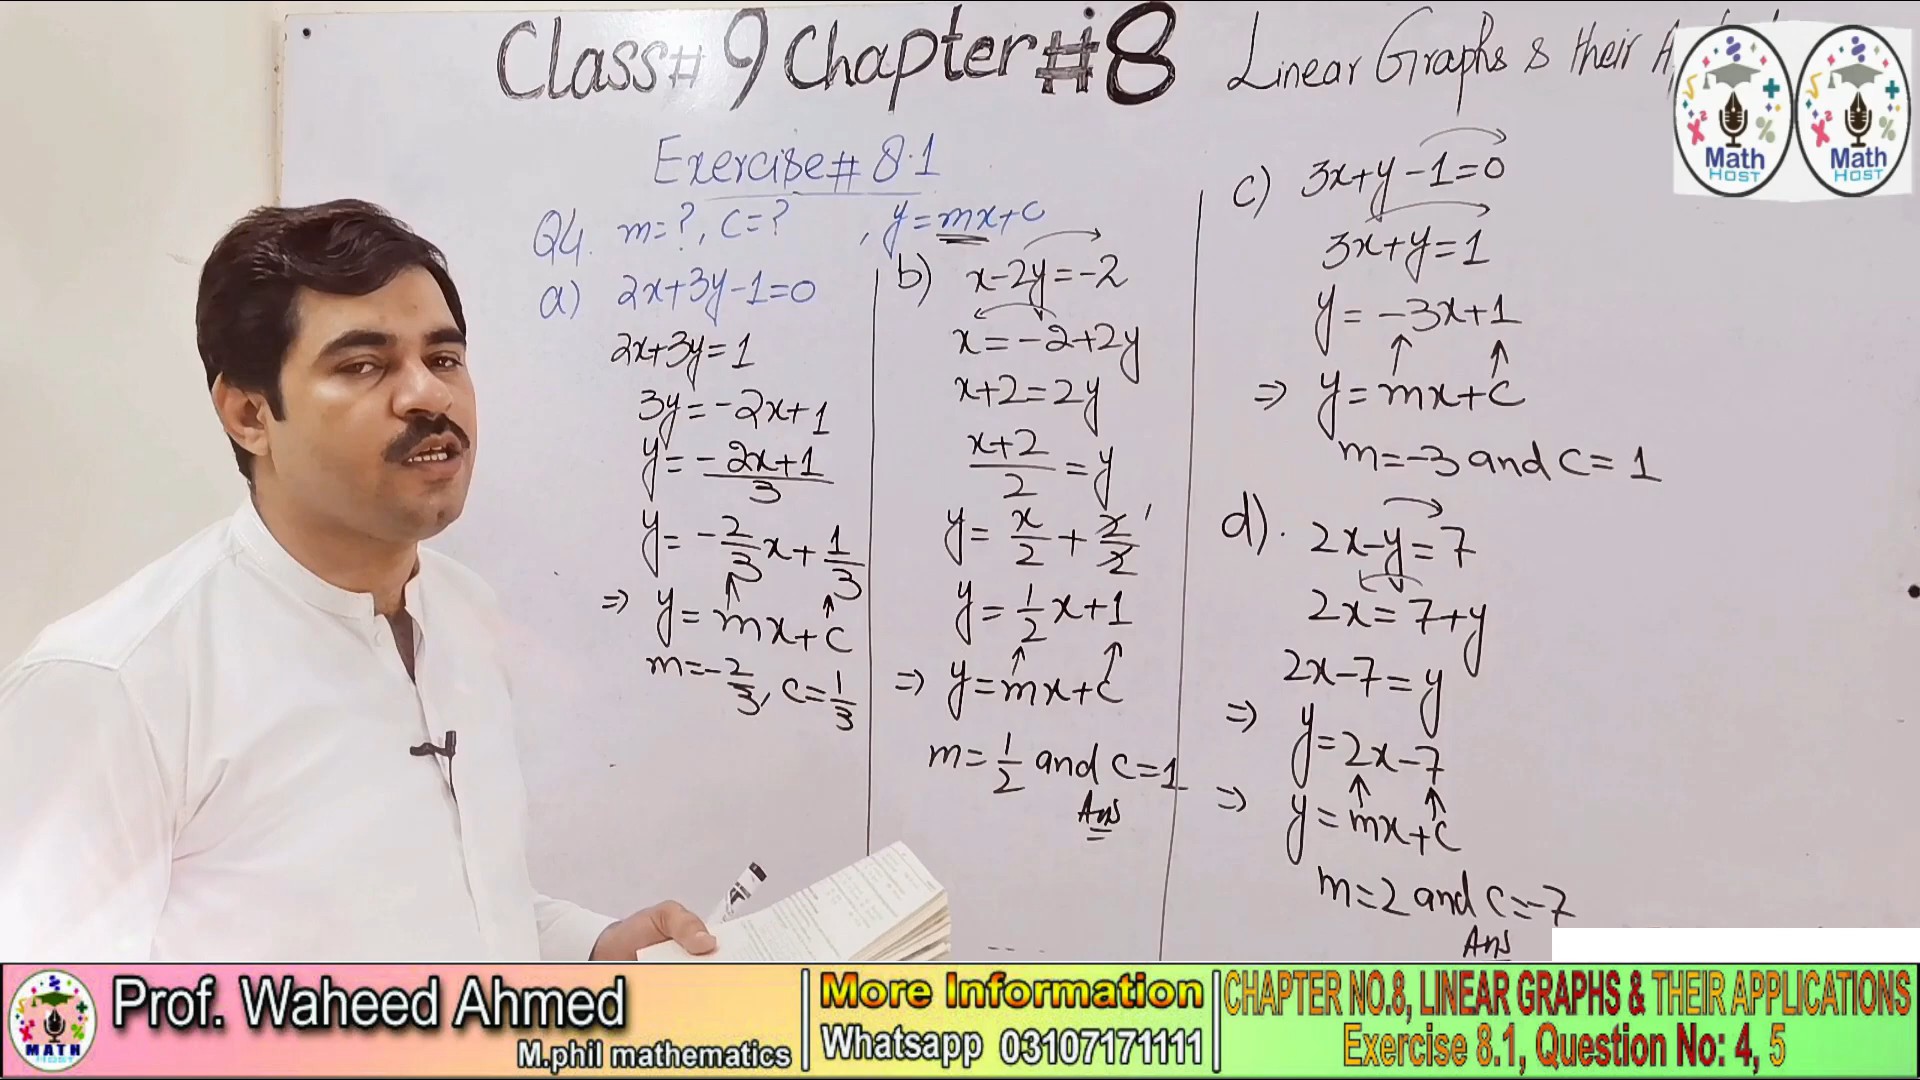 Class# 9 Chapter #8 Linear Graphs & their
Math
HOST
Math
HOST
Exercise# 8.1
Q4. m=?, c=? , y=mx+c
a) 2x+3y-1=0
2x+3y=1
3y=-2x+1
y=-2x+1/3
y=-2/3x+1/3
⇒ y=mx+c
m=-2/3, c=1/3
b) x-2y=-2
x=-2+2y
x+2=2y
x+2/2=y
y=x/2+2/2 1
y=1/2x+1
⇒ y=mx+c
m=1/2 and c=1
Ans
c) 3x+y-1=0
3x+y=1
y=-3x+1
⇒ y=mx+c
m=-3 and c=1
d). 2x-y=7
2x=7+y
2x-7=y
⇒ y=2x-7
⇒ y=mx+c
m=2 and c=-7
Ans
MATH
HOST
Prof. Waheed Ahmed
M.phil mathematics
More Information
Whatsapp 03107171111
CHAPTER NO.8, LINEAR GRAPHS & THEIR APPLICATIONS
Exercise 8.1, Question No: 4, 5